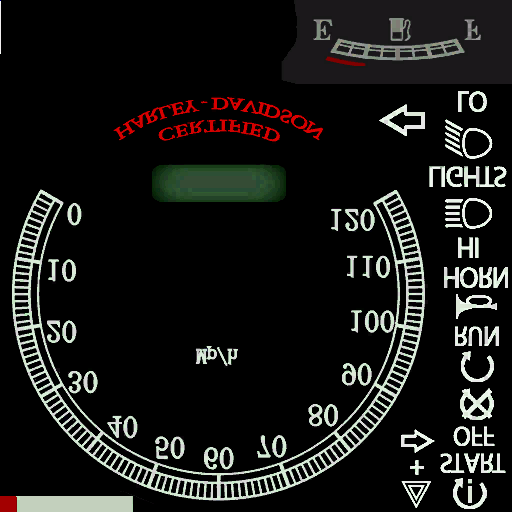 E E
HARLEY-DAVIDSON
CERTIFIED
LO
LIGHTS
HI
HORN
RUN
OFF
START
0
10
20
30
40
50
60
70
80
90
100
110
120
Mp/h
+